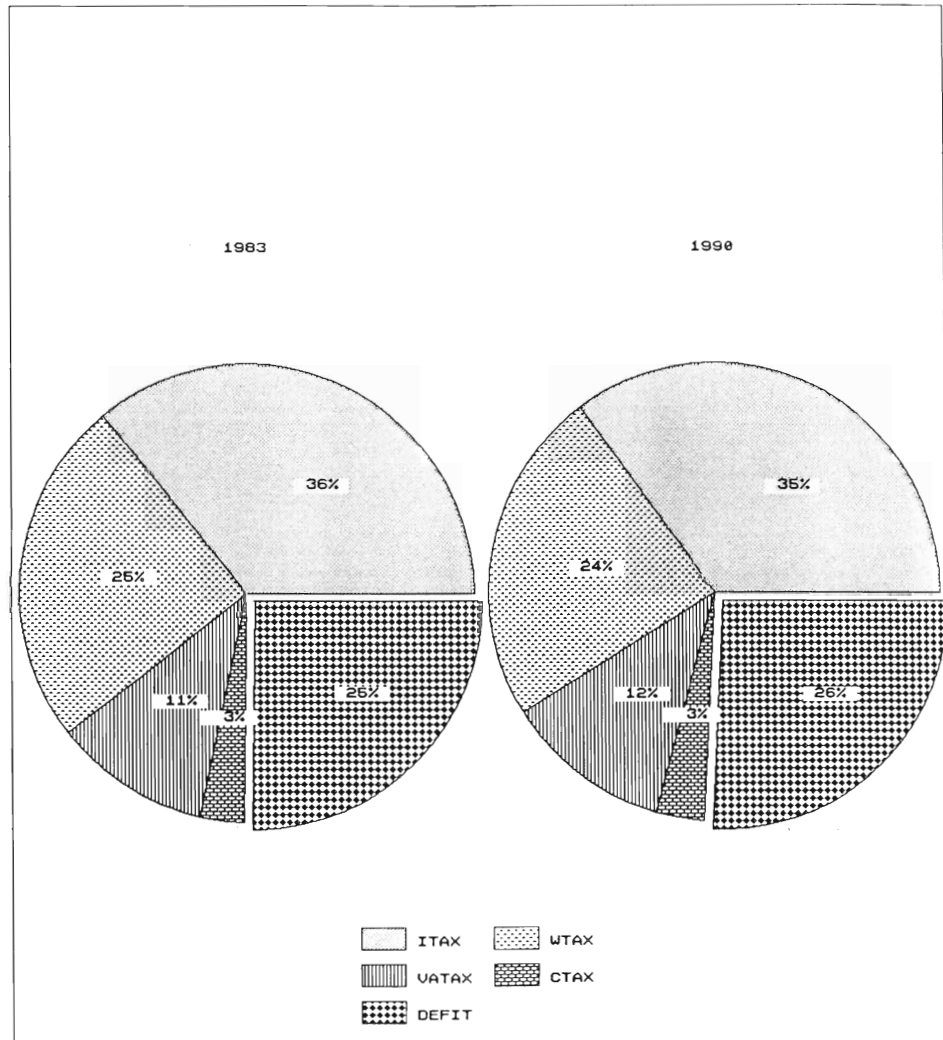 1983
1990
36%
35%
25%
24%
11%
26%
12%
26%
3%
3%
ITAX
WTAX
VATAX
CTAX
DEFIT